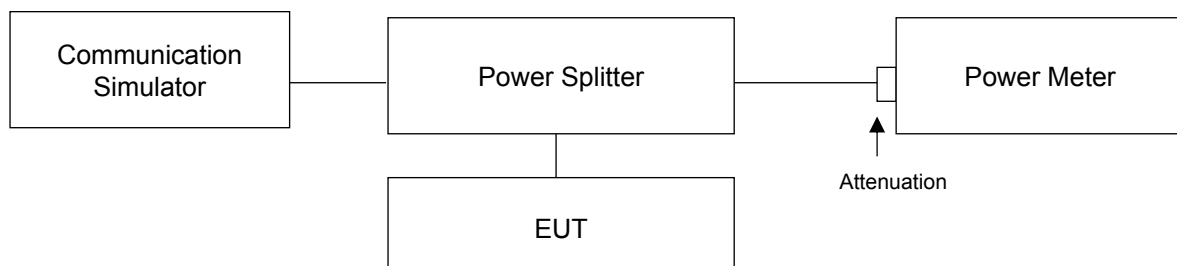 Communication
Simulator
Power Splitter
Power Meter
Attenuation
EUT